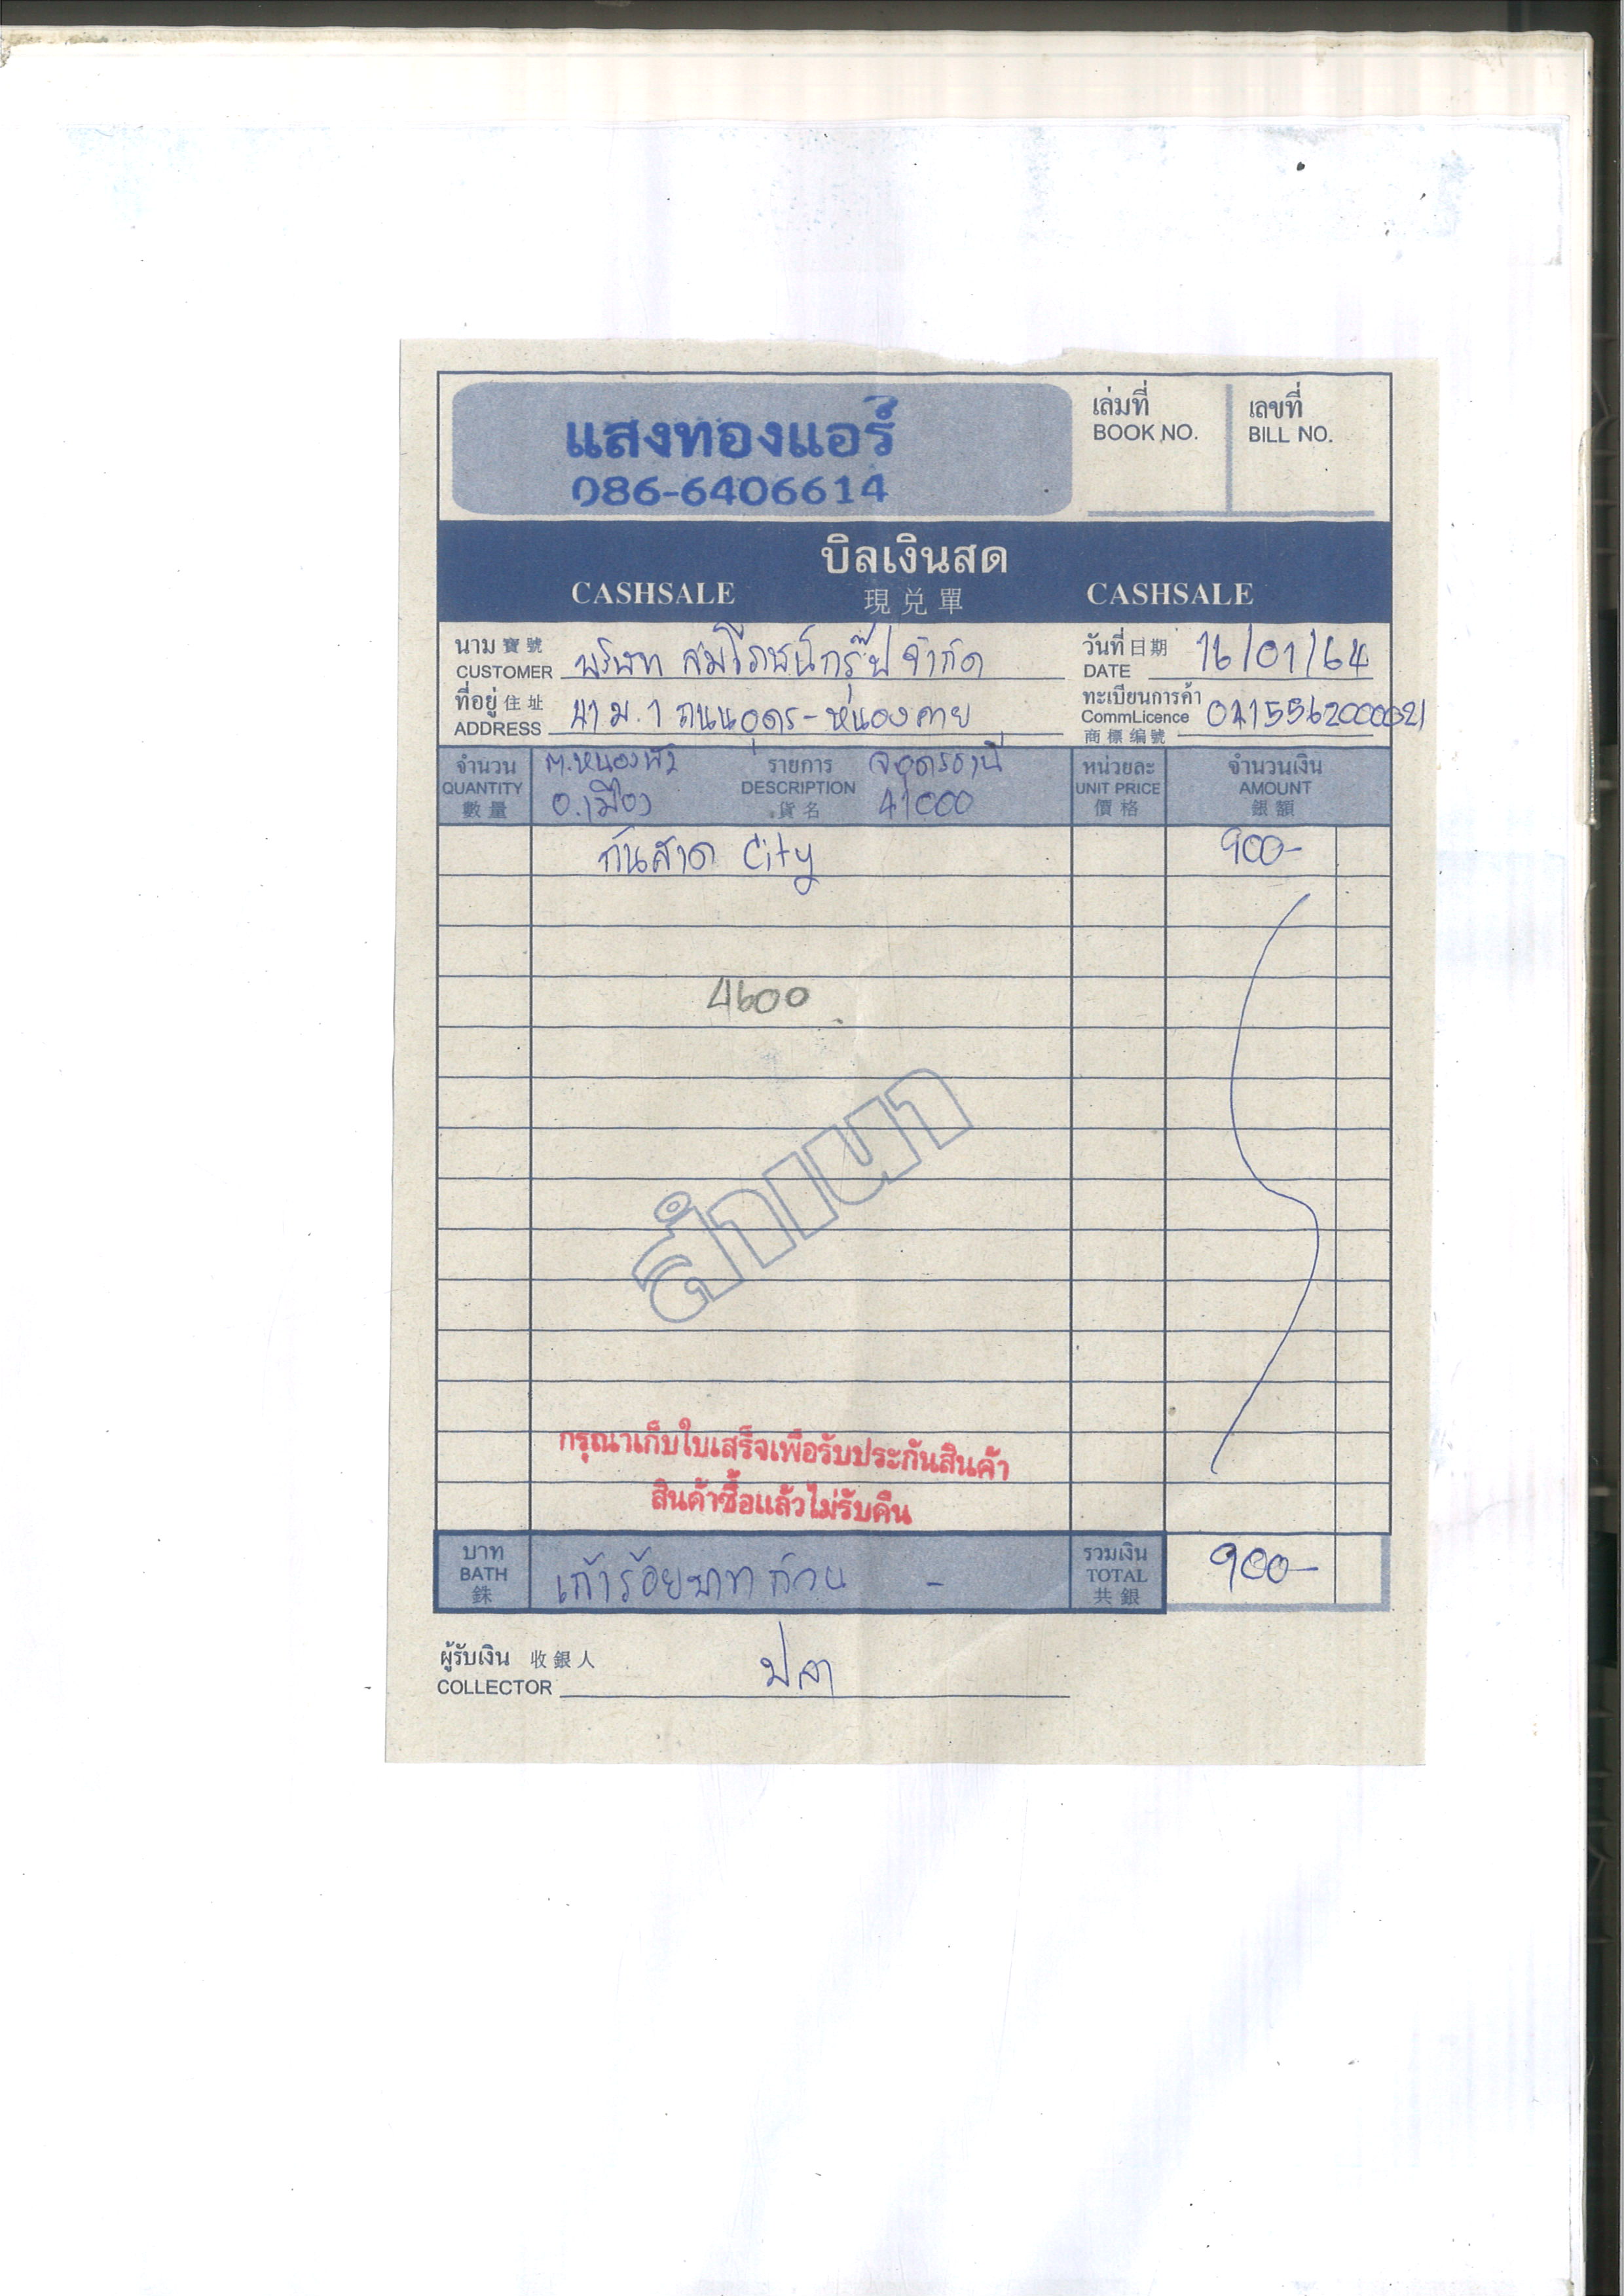 แสงทองแอร์
086-6406614
เล่มที่
BOOK NO.
เลขที่
BILL NO.
บิลเงินสด
CASHSALE 現兑單 CASHSALE
นาม 寶號
CUSTOMER บริษัท สมโภชน์กรุ๊ป จำกัด
วันที่ 日期
DATE 16/01/64
ที่อยู่ 住址
ADDRESS 41 ม.1 ถนนอุดร-หนองคาย
ทะเบียนการค้า
CommLicence 0415562000021
商標编號
ต.หนองบัว จ.อุดรธานี
อ.เมือง 41000
จำนวน
QUANTITY
數量
รายการ
DESCRIPTION
貨名
หน่วยละ
UNIT PRICE
價格
จำนวนเงิน
AMOUNT
銀額
กันสาด City 900-
4600
สำเนา
กรุณาเก็บใบเสร็จเพื่อรับประกันสินค้า
สินค้าซื้อแล้วไม่รับคืน
บาท
BATH
銖
เก้าร้อยบาทถ้วน -
รวมเงิน
TOTAL
共銀
900-
ผู้รับเงิน 收銀人
COLLECTOR ปลา